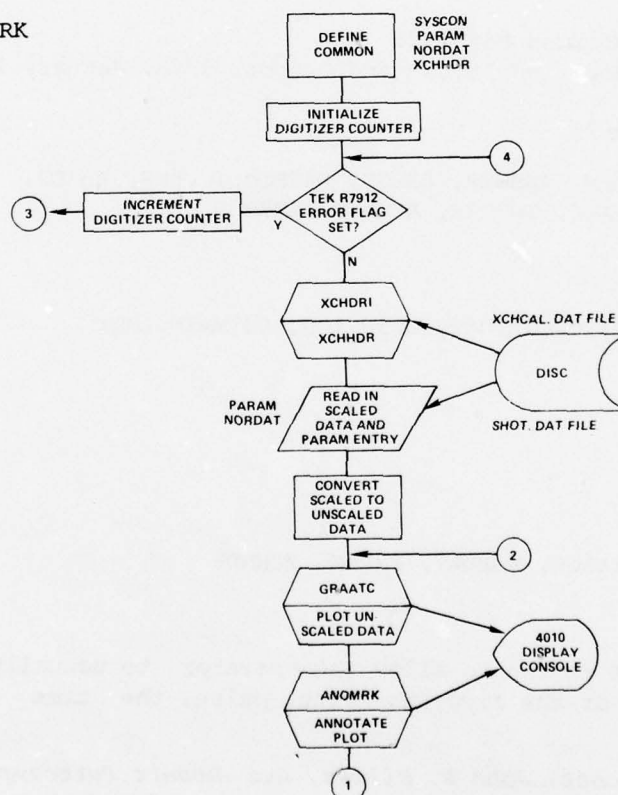 RK
SYSCON
PARAM
NORDAT
XCHHDR
DEFINE
COMMON
INITIALIZE
DIGITIZER COUNTER
4
3
INCREMENT
DIGITIZER COUNTER
Y
TEK R7912
ERROR FLAG
SET?
N
XCHDRI
XCHHDR
XCHCAL. DAT FILE
DISC
SHOT. DAT FILE
PARAM
NORDAT
READ IN
SCALED
DATA AND
PARAM ENTRY
CONVERT
SCALED TO
UNSCALED
DATA
2
GRAATC
PLOT UN
SCALED DATA
4010
DISPLAY
CONSOLE
ANOMRK
ANNOTATE
PLOT
1